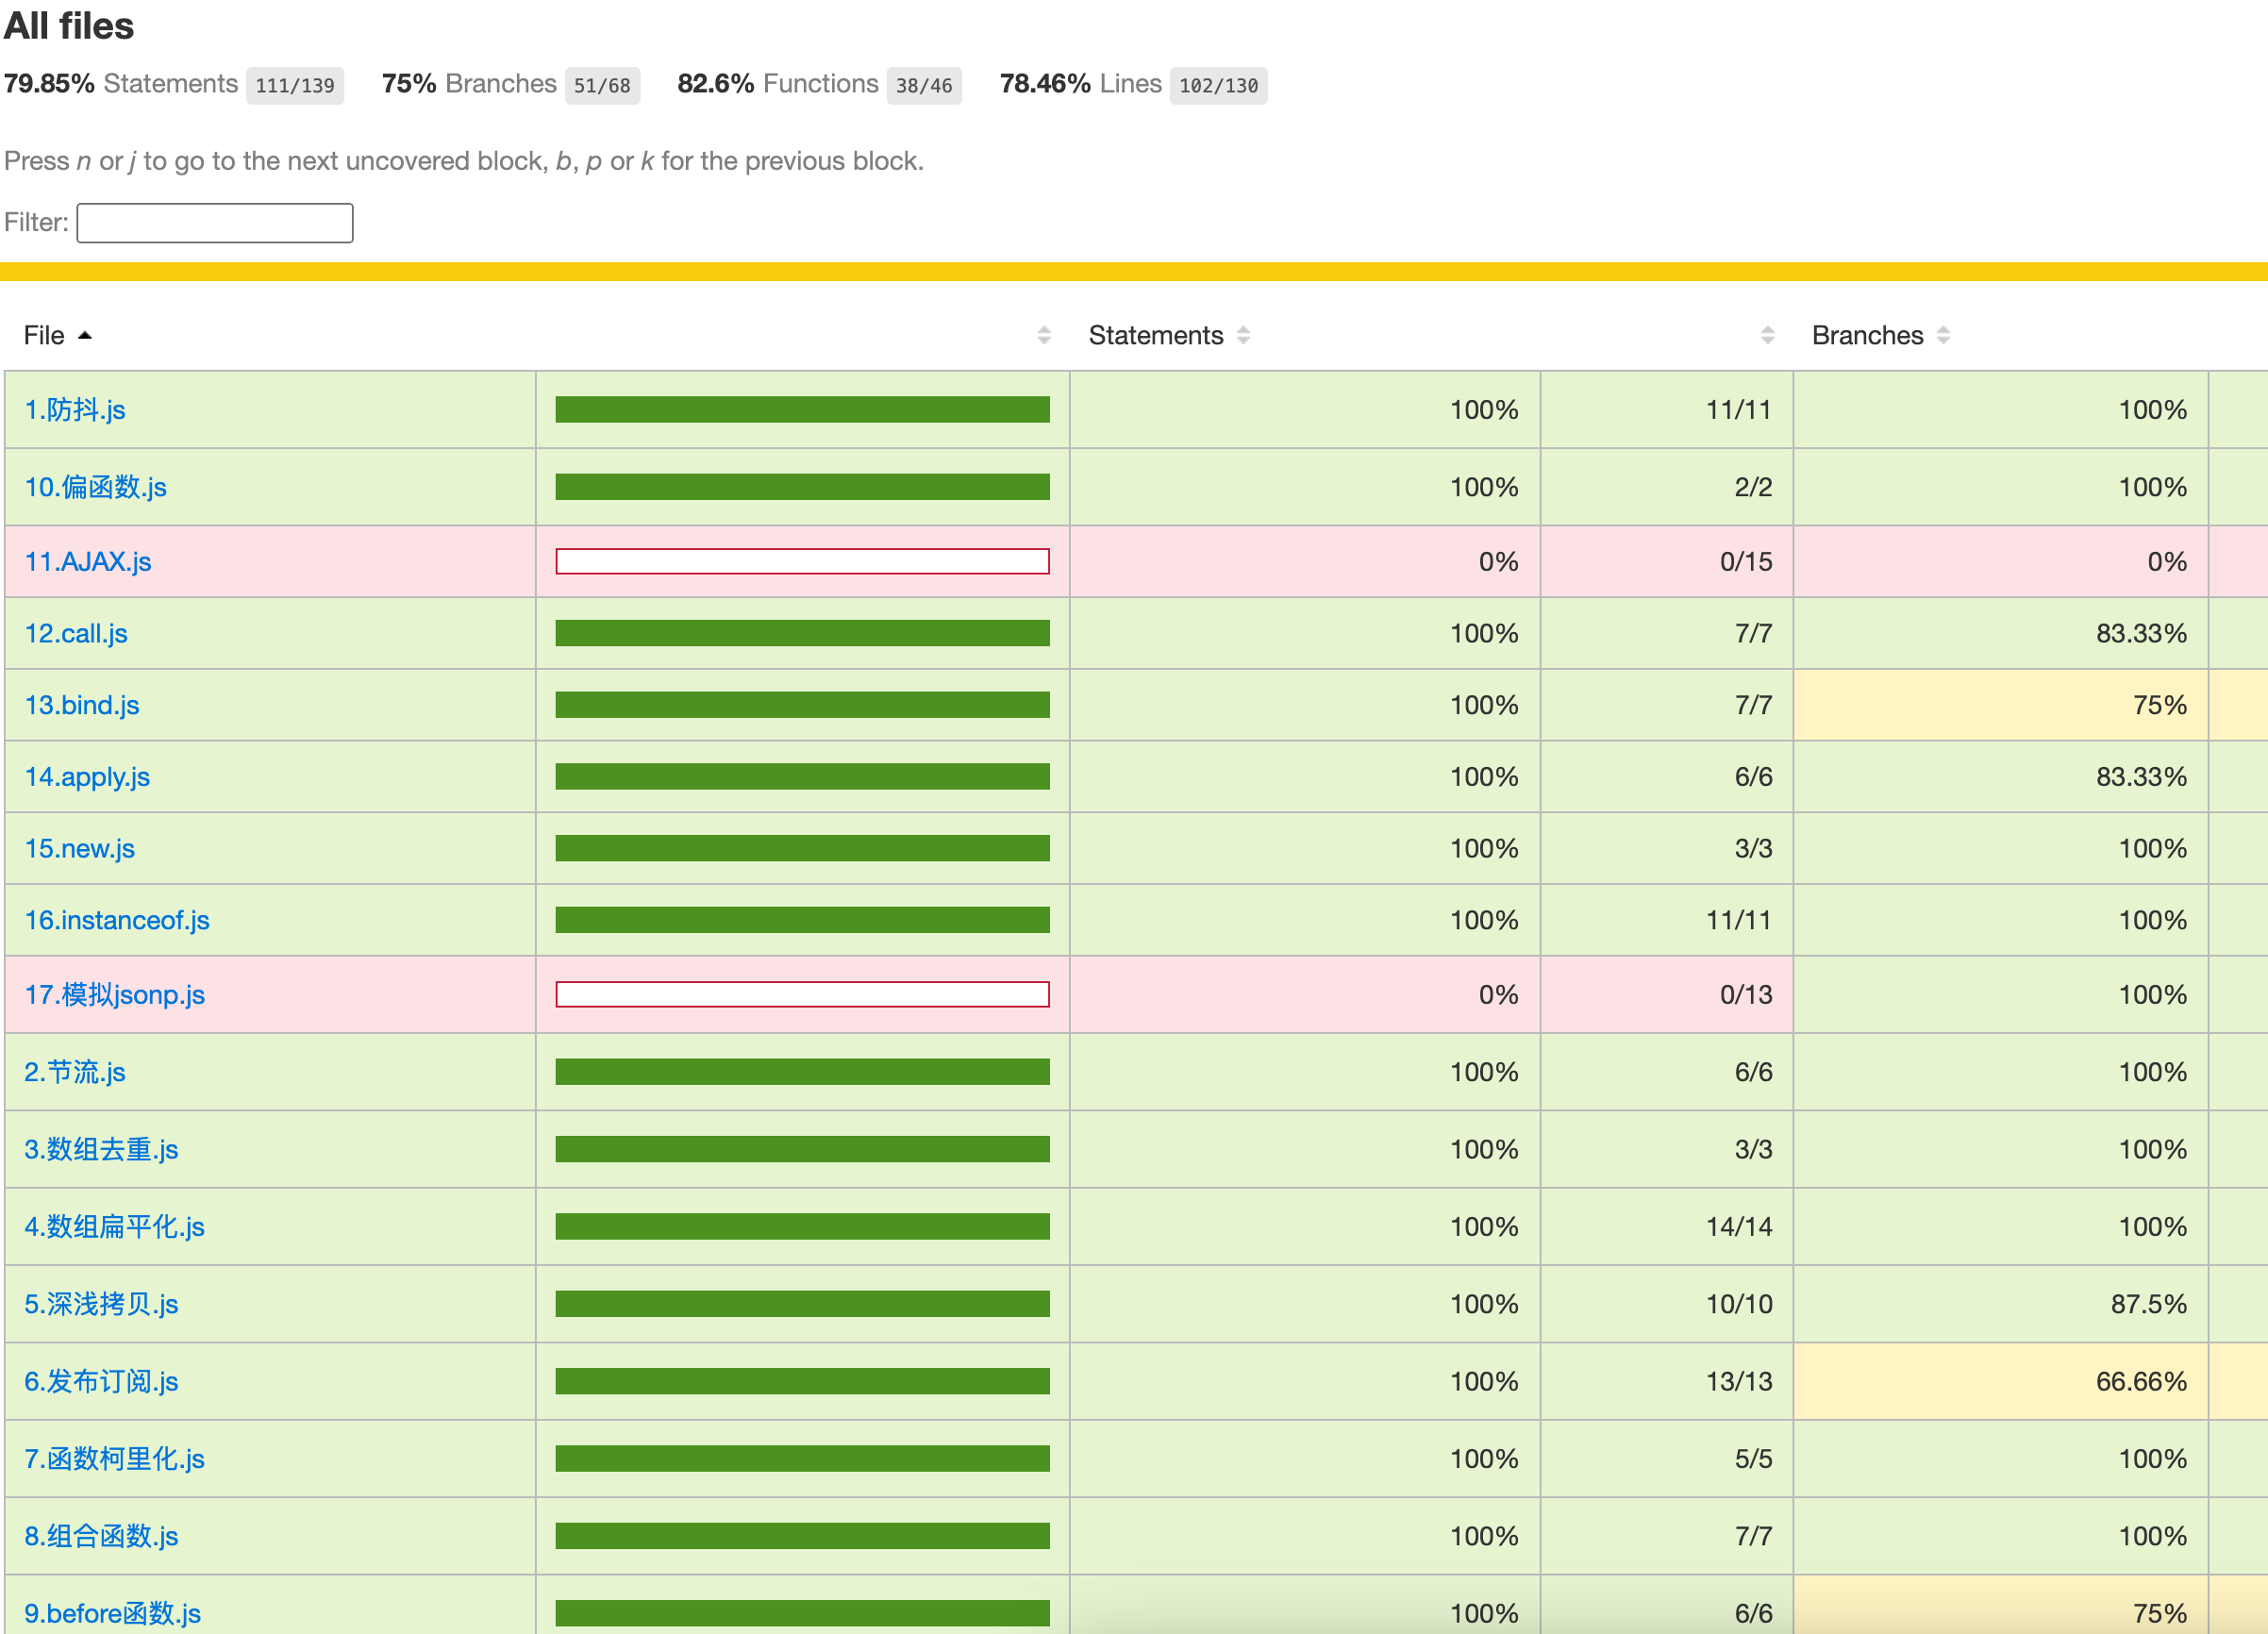 All files
79.85% Statements 111/139 75% Branches 51/68 82.6% Functions 38/46 78.46% Lines 102/130
Press n or j to go to the next uncovered block, b, p or k for the previous block.
Filter:
File Statements Branches
1.防抖.js 100% 11/11 100%
10.偏函数.js 100% 2/2 100%
11.AJAX.js 0% 0/15 0%
12.call.js 100% 7/7 83.33%
13.bind.js 100% 7/7 75%
14.apply.js 100% 6/6 83.33%
15.new.js 100% 3/3 100%
16.instanceof.js 100% 11/11 100%
17.模拟jsonp.js 0% 0/13 100%
2.节流.js 100% 6/6 100%
3.数组去重.js 100% 3/3 100%
4.数组扁平化.js 100% 14/14 100%
5.深浅拷贝.js 100% 10/10 87.5%
6.发布订阅.js 100% 13/13 66.66%
7.函数柯里化.js 100% 5/5 100%
8.组合函数.js 100% 7/7 100%
9.before函数.js 100% 6/6 75%